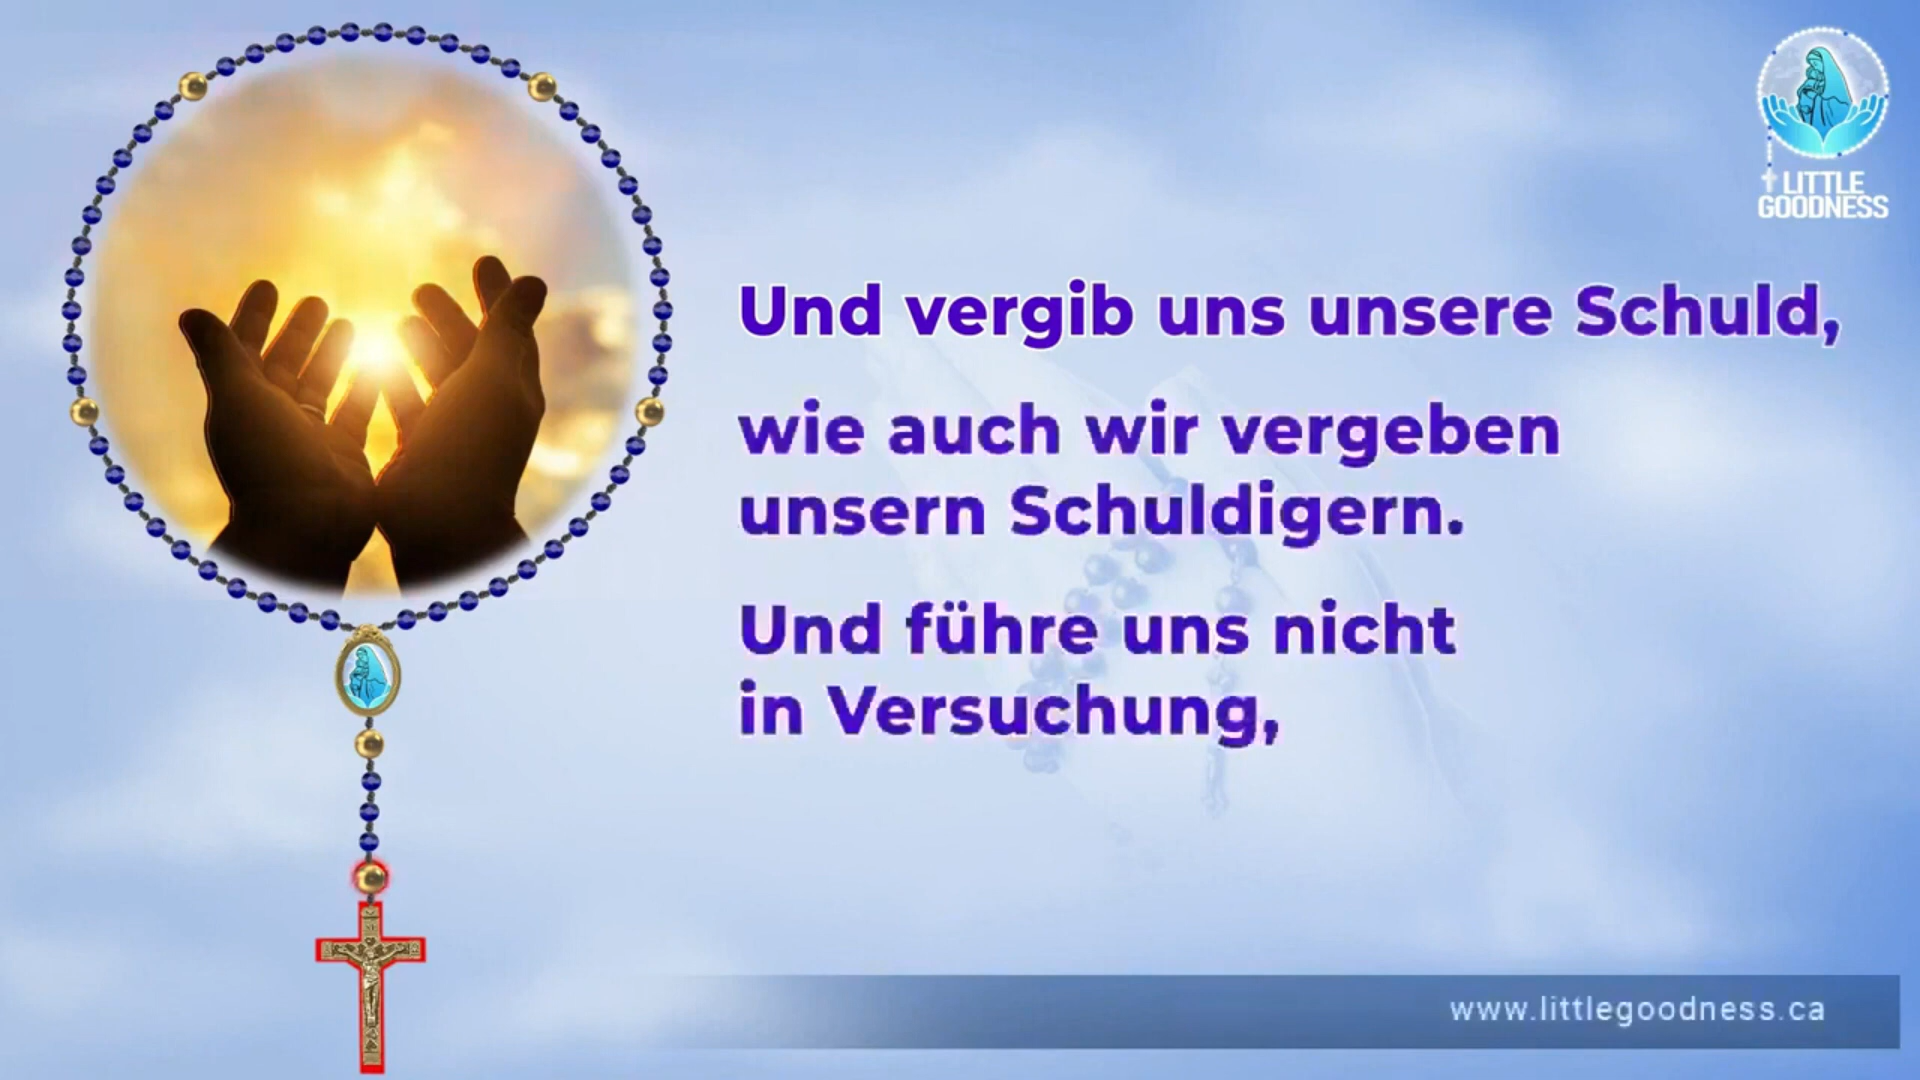 LITTLE
GOODNESS
Und vergib uns unsere Schuld,
wie auch wir vergeben
unsern Schuldigern.
Und führe uns nicht
in Versuchung,
www.littlegoodness.ca